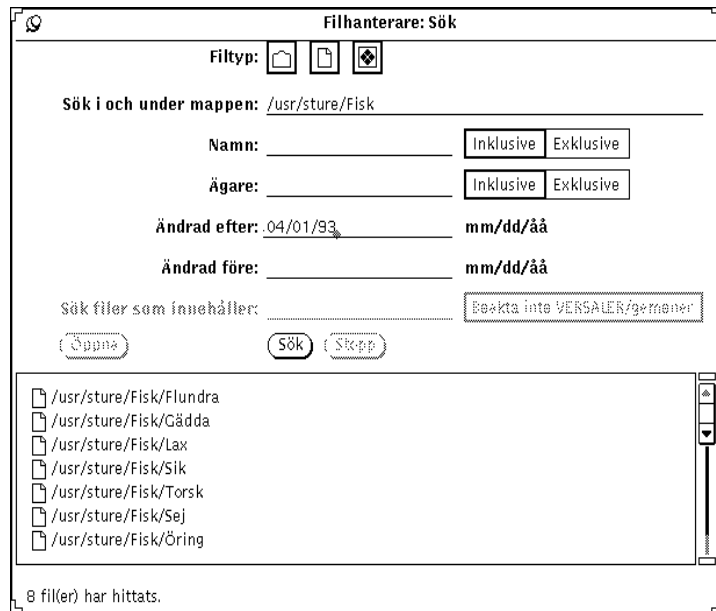 Filhanterare: Sök
Filtyp:
Sök i och under mappen: /usr/sture/Fisk
Namn: Inklusive Exklusive
Ägare: Inklusive Exklusive
Ändrad efter: 04/01/93 mm/dd/åå
Ändrad före: mm/dd/åå
Sök filer som innehåller: Beakta inte VERSALER/gemener
Öppna Sök Stopp
/usr/sture/Fisk/Flundra
/usr/sture/Fisk/Gädda
/usr/sture/Fisk/Lax
/usr/sture/Fisk/Sik
/usr/sture/Fisk/Torsk
/usr/sture/Fisk/Sej
/usr/sture/Fisk/Öring
8 fil(er) har hittats.